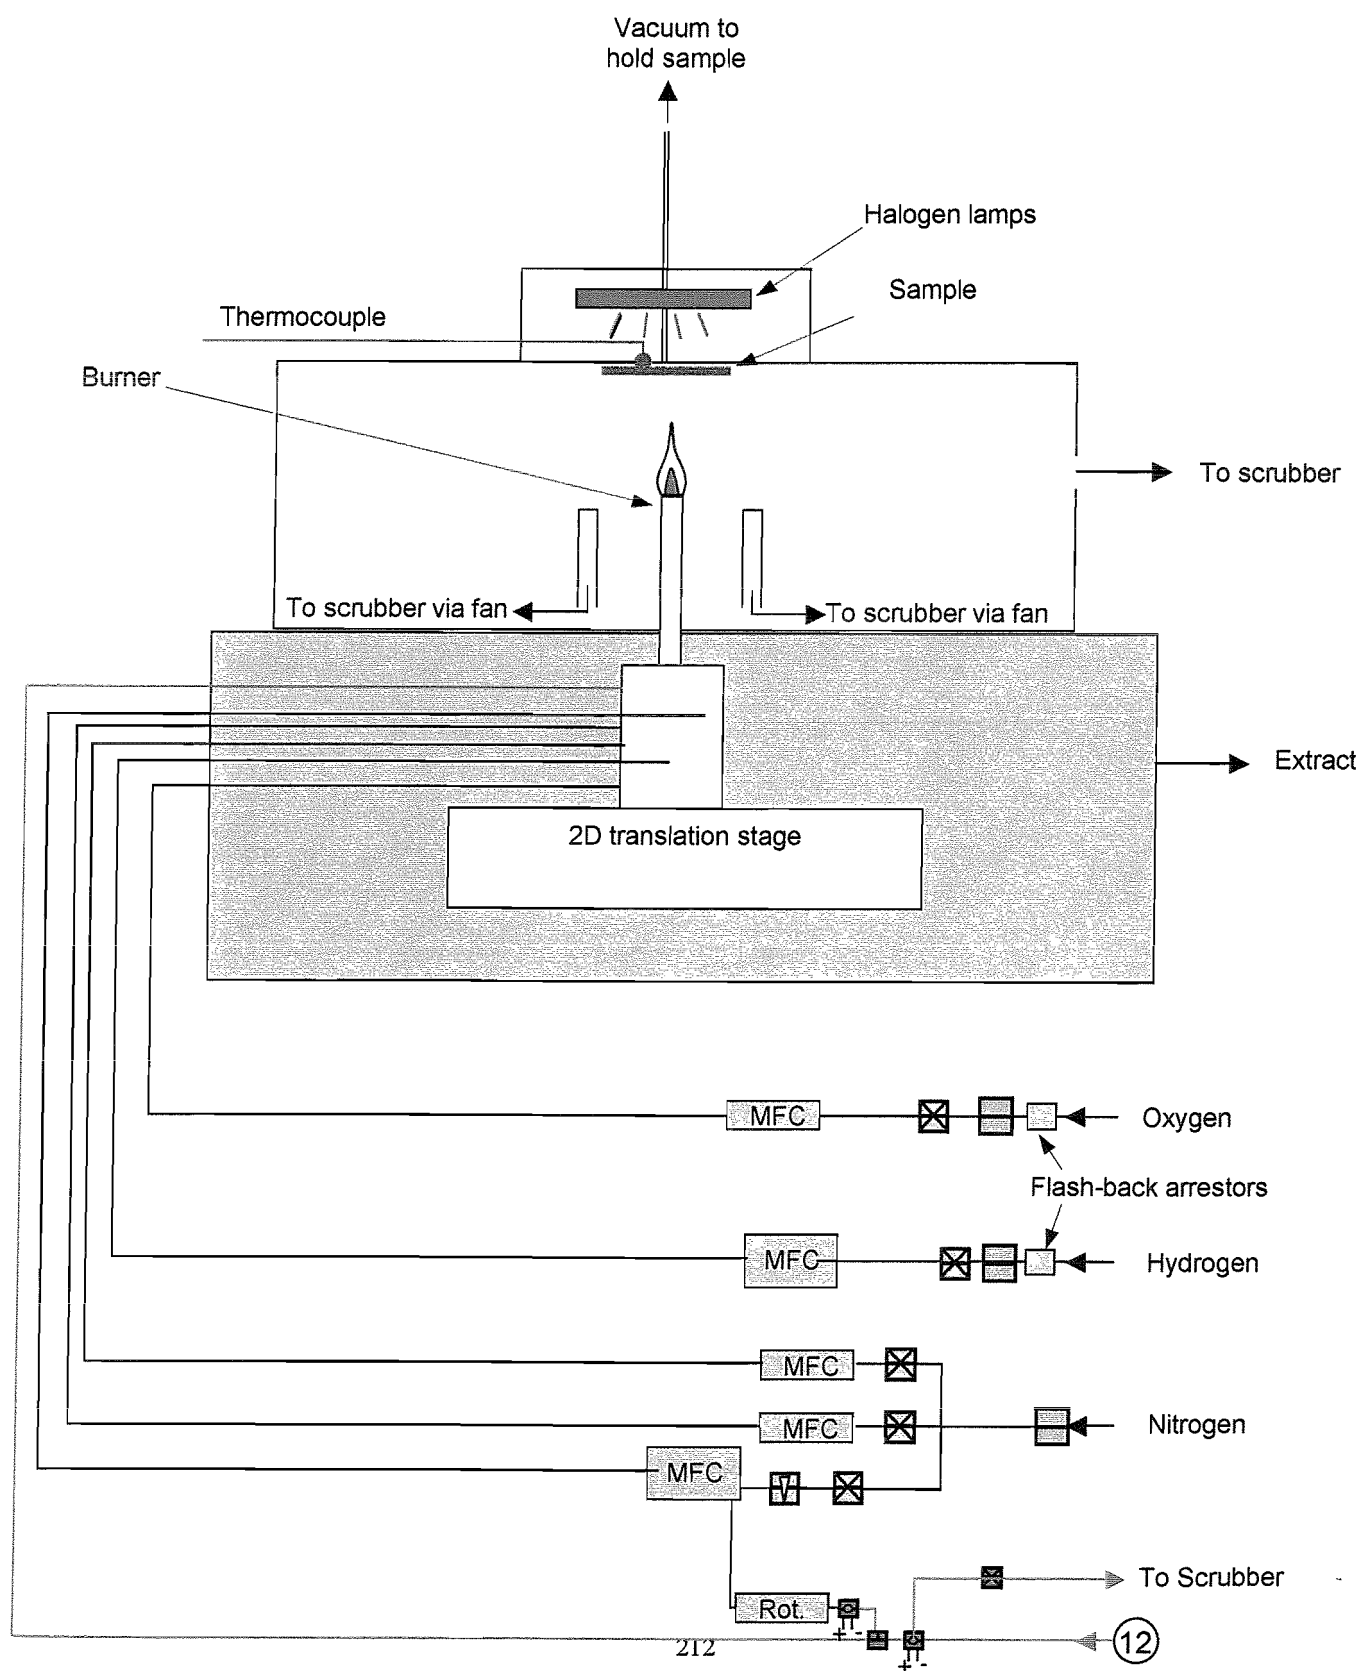 Vacuum to
hold sample
Halogen lamps
Sample
Thermocouple
Burner
To scrubber
To scrubber via fan
To scrubber via fan
Extract
2D translation stage
MFC
Oxygen
Flash-back arrestors
MFC
Hydrogen
MFC
MFC
Nitrogen
MFC
To Scrubber
Rot.
+ -
12
+ -
212